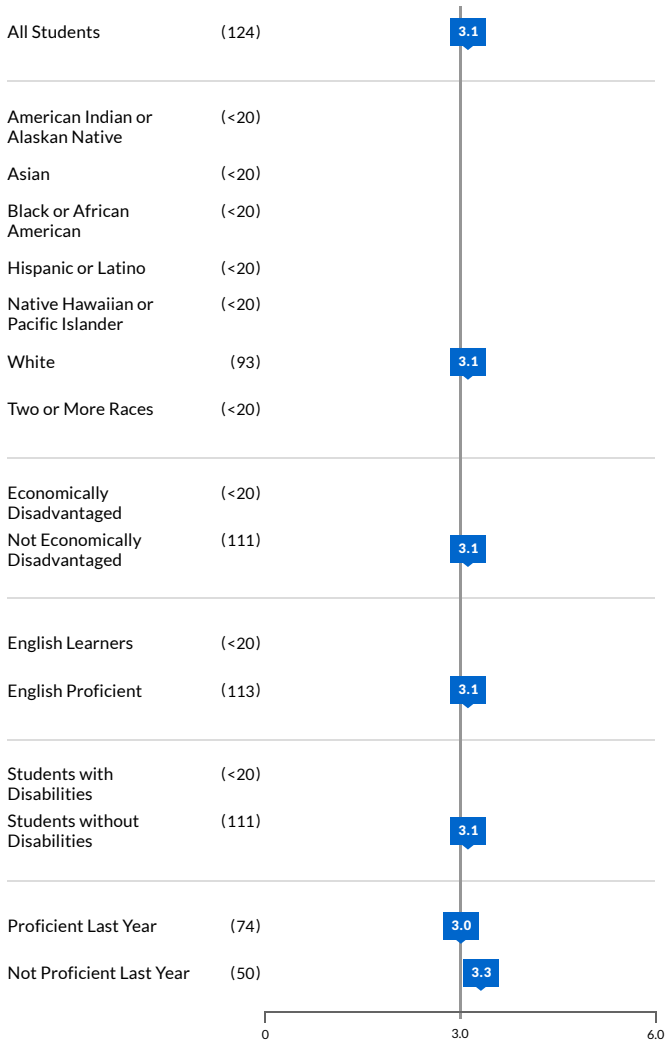 All Students (124) 3.1
American Indian or (<20)
Alaskan Native
Asian (<20)
Black or African (<20)
American
Hispanic or Latino (<20)
Native Hawaiian or (<20)
Pacific Islander
White (93) 3.1
Two or More Races (<20)
Economically (<20)
Disadvantaged
Not Economically (111) 3.1
Disadvantaged
English Learners (<20)
English Proficient (113) 3.1
Students with (<20)
Disabilities
Students without (111) 3.1
Disabilities
Proficient Last Year (74) 3.0
Not Proficient Last Year (50) 3.3
0 3.0 6.0